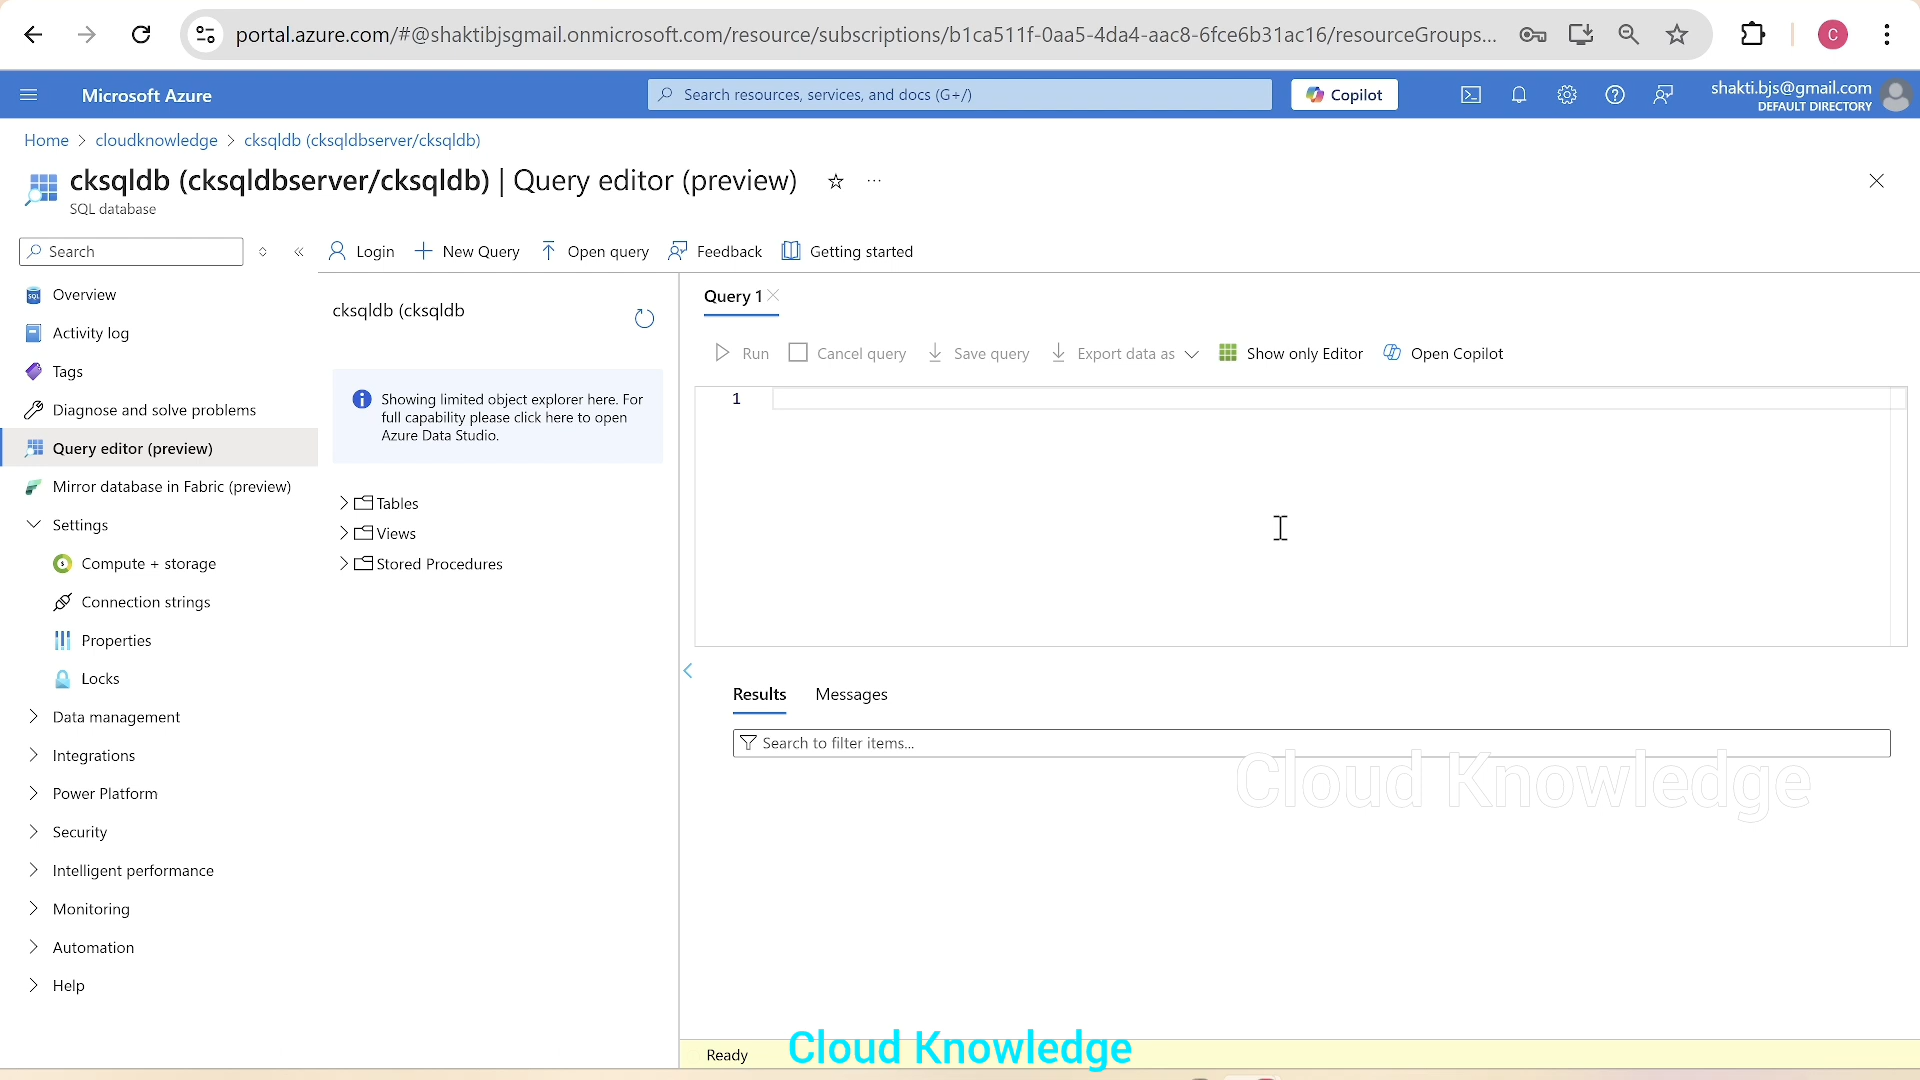 portal.azure.com/#@shaktibjsgmail.onmicrosoft.com/resource/subscriptions/b1ca511f-0aa5-4da4-aac8-6fce6b31ac16/resourceGroups...
C
Microsoft Azure
Search resources, services, and docs (G+/)
Copilot
shakti.bjs@gmail.com
DEFAULT DIRECTORY
Home > cloudknowledge > cksqldb (cksqldbserver/cksqldb)
cksqldb (cksqldbserver/cksqldb) | Query editor (preview)
SQL database
Search
Login
New Query
Open query
Feedback
Getting started
Overview
Activity log
Tags
Diagnose and solve problems
Query editor (preview)
Mirror database in Fabric (preview)
Settings
Compute + storage
Connection strings
Properties
Locks
Data management
Integrations
Power Platform
Security
Intelligent performance
Monitoring
Automation
Help
cksqldb (cksqldb
Showing limited object explorer here. For
full capability please click here to open
Azure Data Studio.
Tables
Views
Stored Procedures
Query 1
Run
Cancel query
Save query
Export data as
Show only Editor
Open Copilot
1
Results
Messages
Search to filter items...
Cloud Knowledge
Ready
Cloud Knowledge